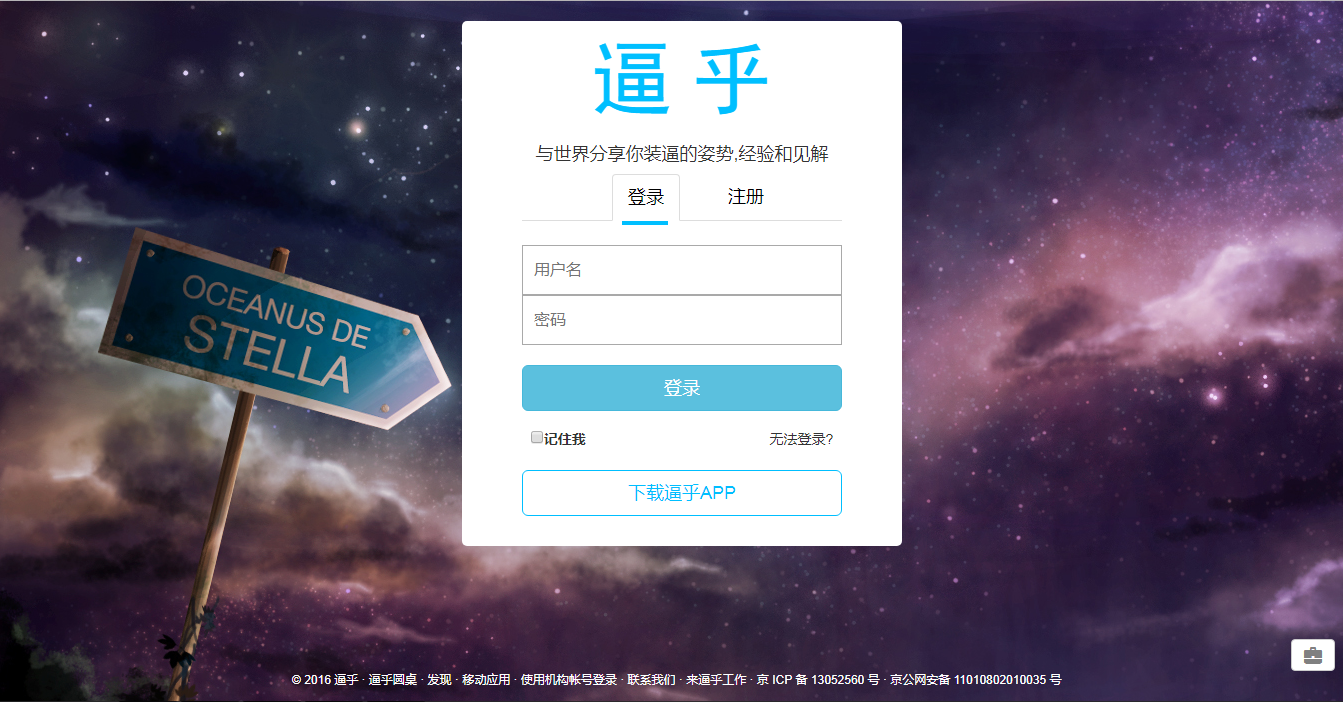 逼乎
与世界分享你装逼的姿势,经验和见解
登录 注册
OCEANUS DE
STELLA
用户名
密码
登录
记住我 无法登录?
下载逼乎APP
© 2016 逼乎 · 逼乎圆桌 · 发现 · 移动应用 · 使用机构帐号登录 · 联系我们 · 来逼乎工作 · 京 ICP 备 13052560 号 · 京公网安备 11010802010035 号